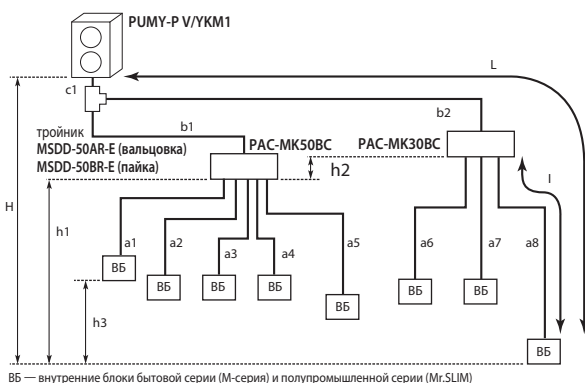 PUMY-P V/YKM1
L
c1
b2
тройник
MSDD-50AR-E (вальцовка)
MSDD-50BR-E (пайка)
b1
PAC-MK50BC
PAC-MK30BC
h2
H
h1
I
a1
a2
a3
a4
a5
a6
a7
a8
ВБ
ВБ
ВБ
ВБ
ВБ
ВБ
ВБ
h3
ВБ
ВБ — внутренние блоки бытовой серии (М-серия) и полупромышленной серии (Mr.SLIM)